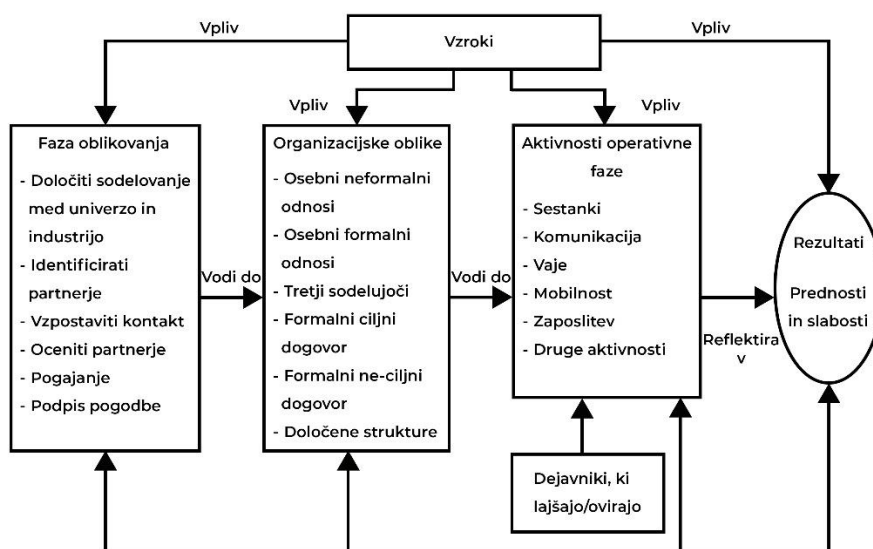 Vpliv
Vzroki
Vpliv
Vpliv
Vpliv
Faza oblikovanja
- Določiti sodelovanje
med univerzo in
industrijo
- Identificirati
partnerje
- Vzpostaviti kontakt
- Oceniti partnerje
- Pogajanje
- Podpis pogodbe
Vodi do
Organizacijske oblike
- Osebni neformalni
odnosi
- Osebni formalni
odnosi
- Tretji sodelujoči
- Formalni ciljni
dogovor
- Formalni ne-ciljni
dogovor
- Določene strukture
Vodi do
Aktivnosti operativne
faze
- Sestanki
- Komunikacija
- Vaje
- Mobilnost
- Zaposlitev
- Druge aktivnosti
Reflektira
v
Rezultati
Prednosti
in slabosti
Dejavniki, ki
lajšajo/ovirajo